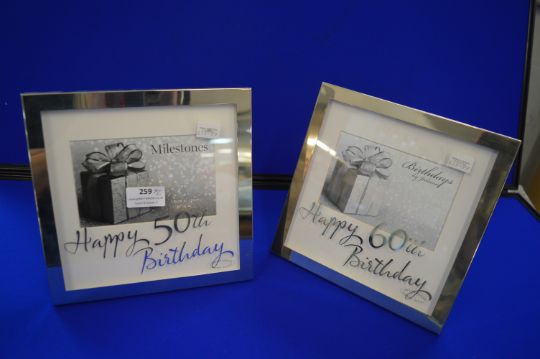 Milestones
259
Happy 50th
Birthday
Birthdays
Happy 60th
Birthday